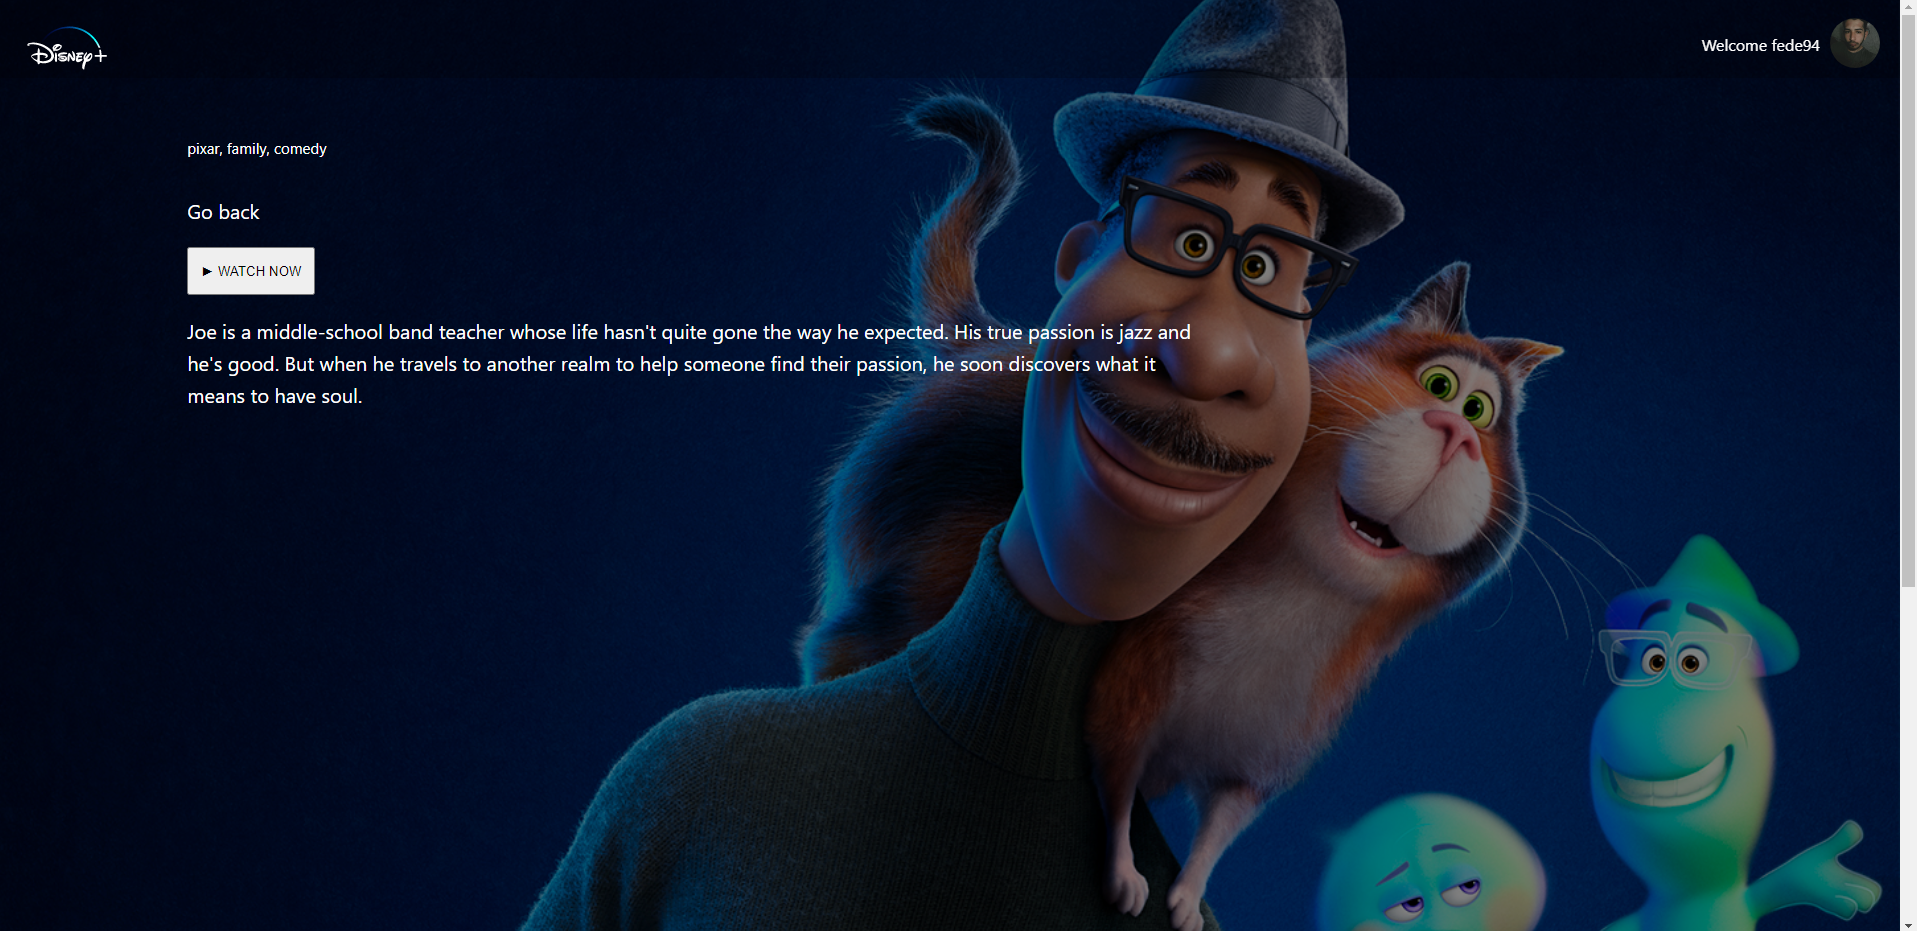 Disney+
Welcome fede94
pixar, family, comedy
Go back
► WATCH NOW
Joe is a middle-school band teacher whose life hasn't quite gone the way he expected. His true passion is jazz and
he's good. But when he travels to another realm to help someone find their passion, he soon discovers what it
means to have soul.